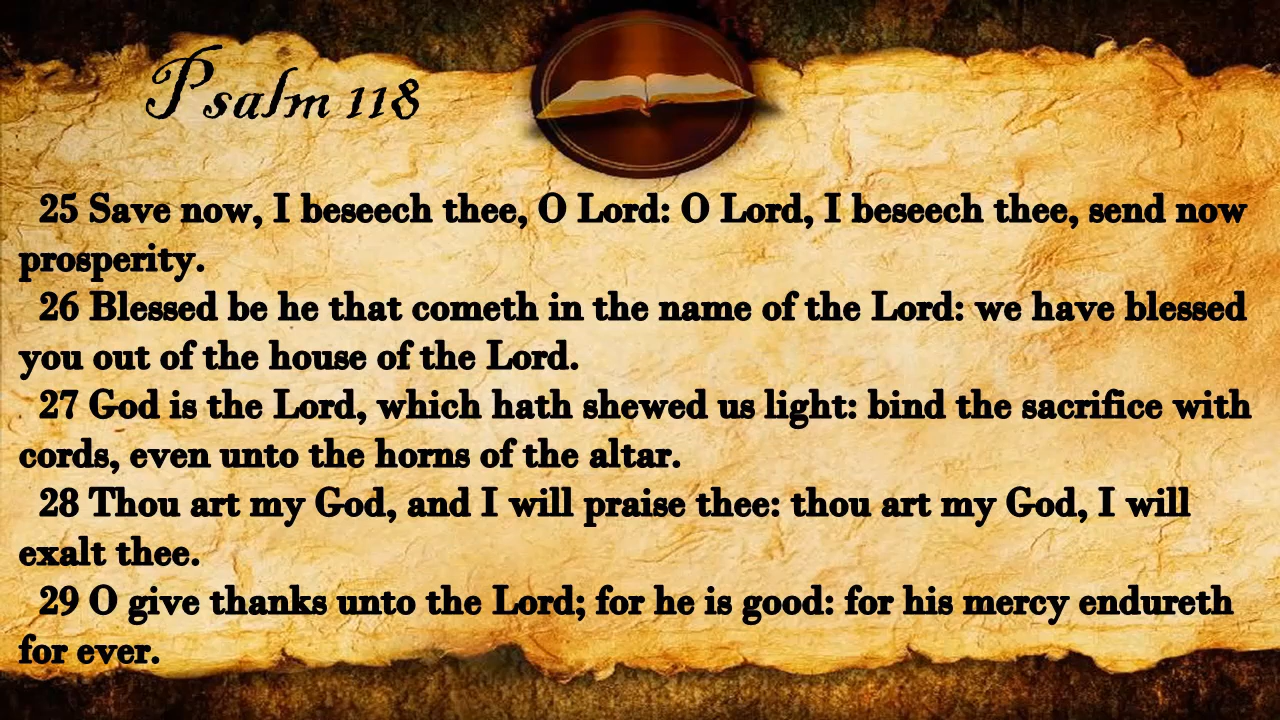 Psalm 118
25 Save now, I beseech thee, O Lord: O Lord, I beseech thee, send now
prosperity.
26 Blessed be he that cometh in the name of the Lord: we have blessed
you out of the house of the Lord.
27 God is the Lord, which hath shewed us light: bind the sacrifice with
cords, even unto the horns of the altar.
28 Thou art my God, and I will praise thee: thou art my God, I will
exalt thee.
29 O give thanks unto the Lord; for he is good: for his mercy endureth
for ever.